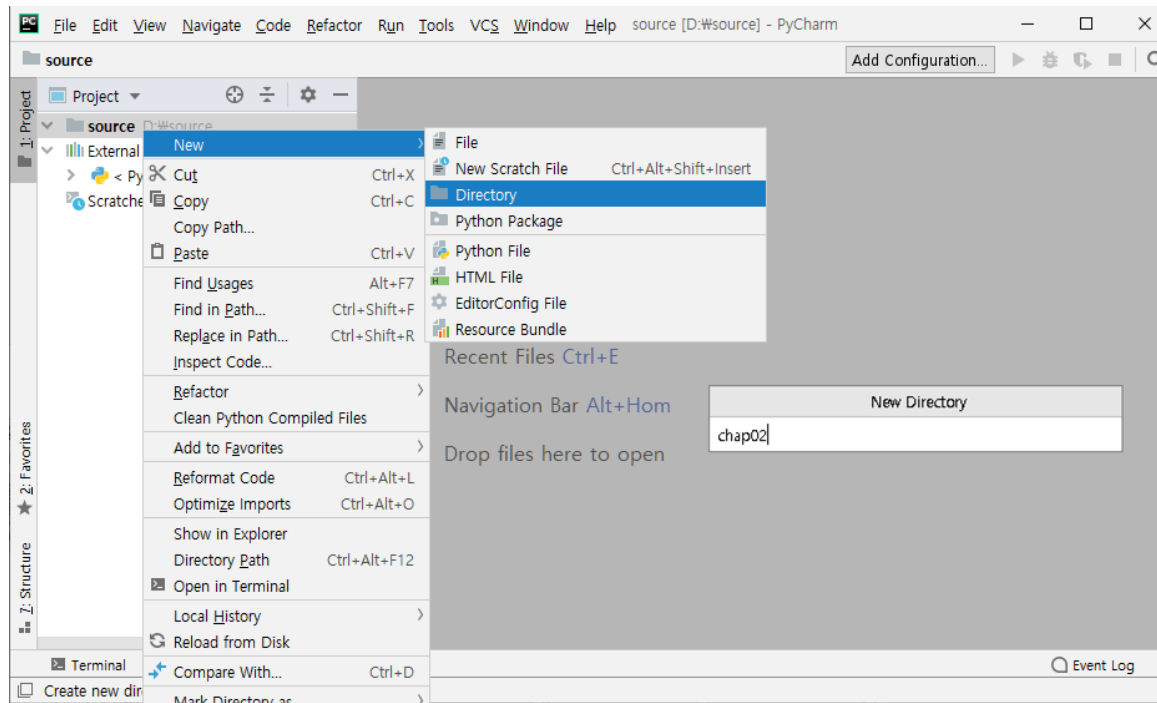 PC File Edit View Navigate Code Refactor Run Tools VCS Window Help source [D:₩source] - PyCharm
source
Add Configuration...
1: Project
Project
source D:₩source
External
< Py
Scratche
New
Cut Ctrl+X
Copy Ctrl+C
Copy Path...
Paste Ctrl+V
Find Usages Alt+F7
Find in Path... Ctrl+Shift+F
Replace in Path... Ctrl+Shift+R
Inspect Code...
Refactor
Clean Python Compiled Files
Add to Favorites
Reformat Code Ctrl+Alt+L
Optimize Imports Ctrl+Alt+O
Show in Explorer
Directory Path Ctrl+Alt+F12
Open in Terminal
Local History
Reload from Disk
Compare With... Ctrl+D
Mark Directory as
File
New Scratch File Ctrl+Alt+Shift+Insert
Directory
Python Package
Python File
HTML File
EditorConfig File
Resource Bundle
Recent Files Ctrl+E
Navigation Bar Alt+Hom
Drop files here to open
New Directory
chap02
2: Favorites
7: Structure
Terminal
Event Log
Create new dir